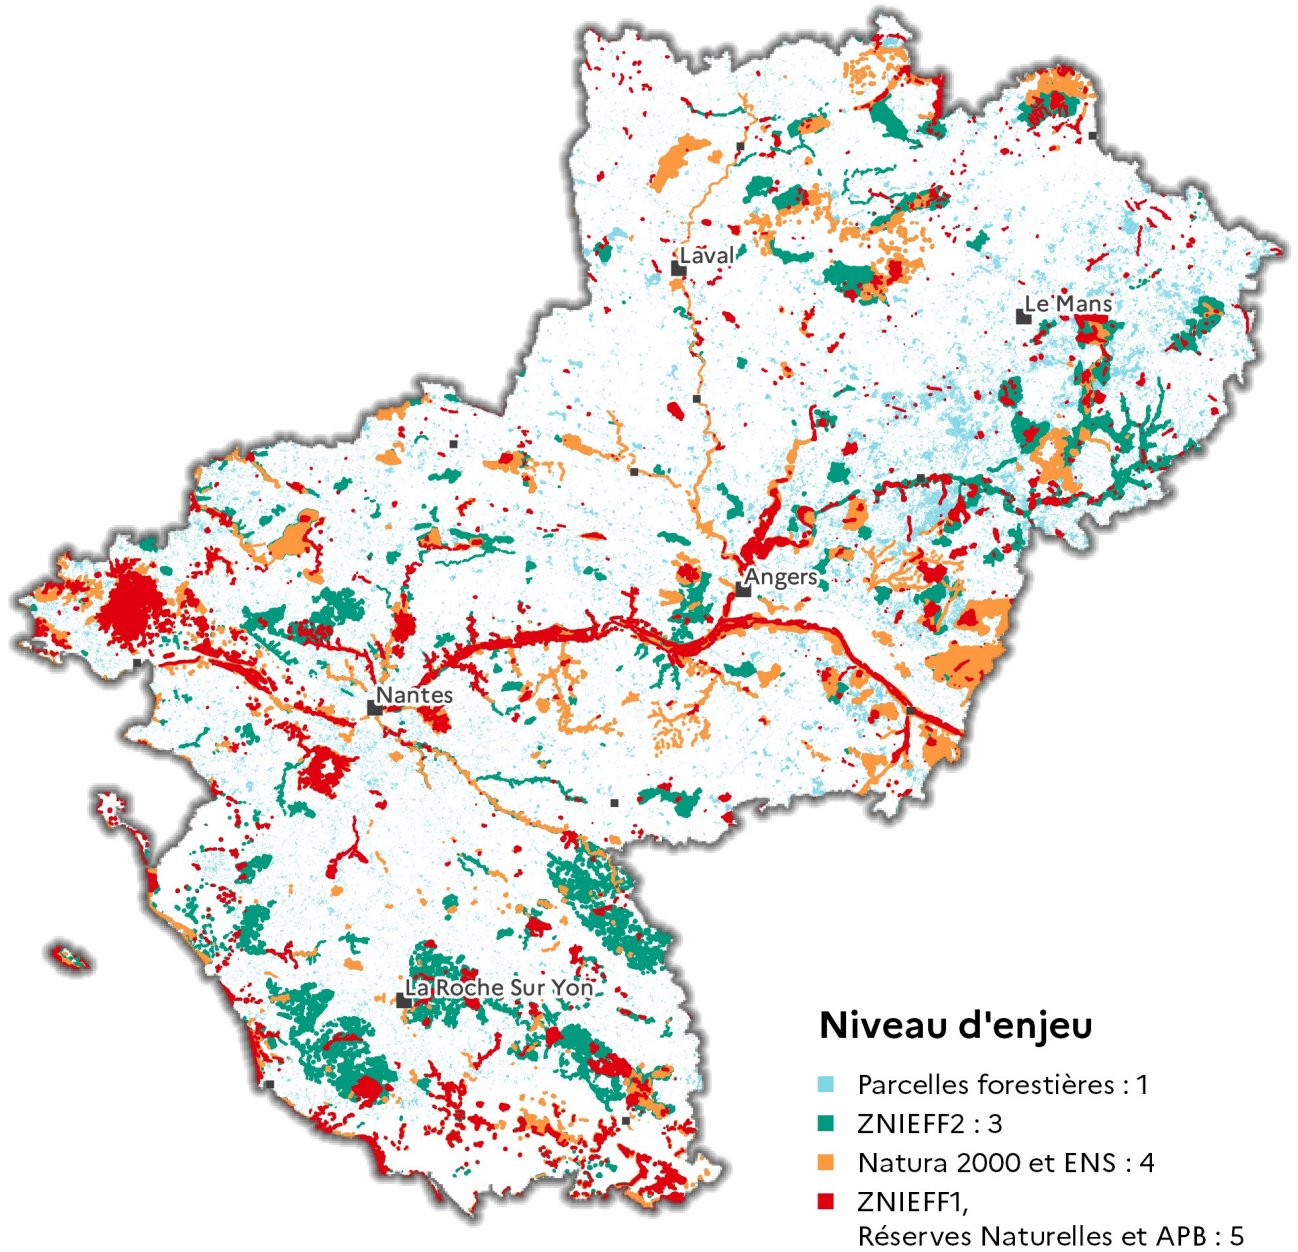 Laval
Le Mans
Angers
Nantes
La Roche Sur Yon
Niveau d'enjeu
Parcelles forestières : 1
ZNIEFF2 : 3
Natura 2000 et ENS : 4
ZNIEFF1,
Réserves Naturelles et APB : 5